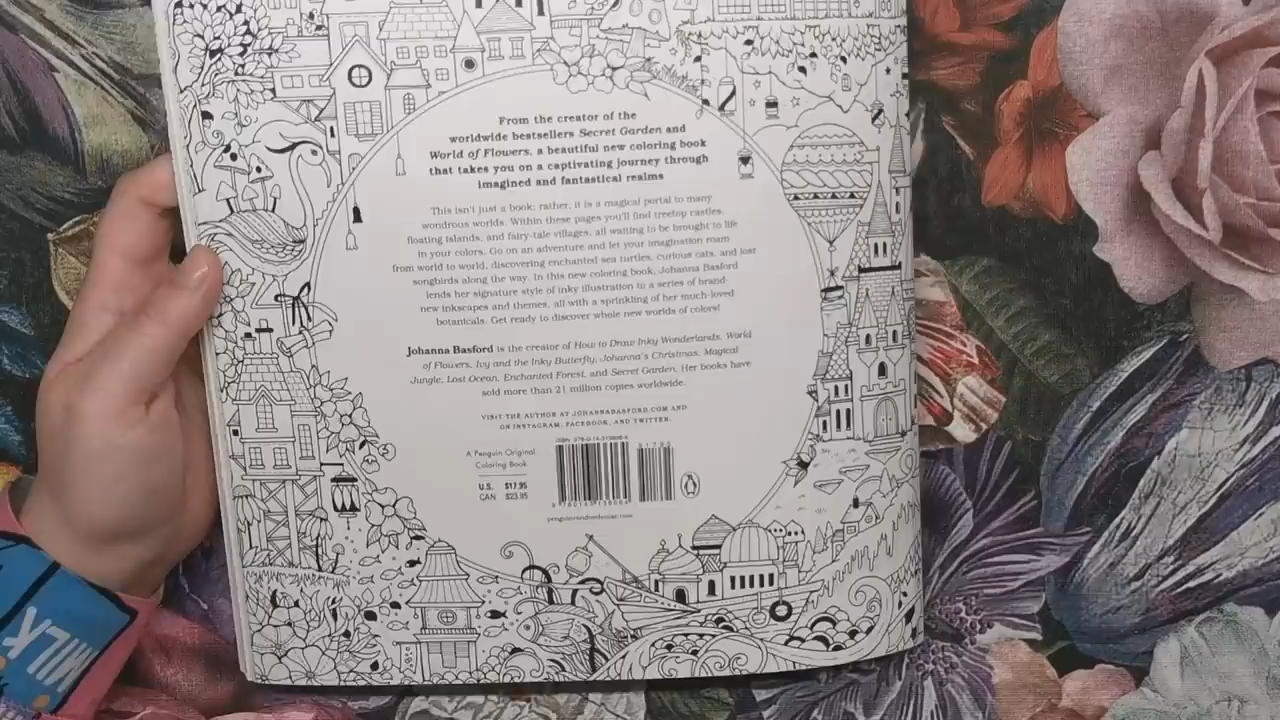 From the creator of the
worldwide bestsellers Secret Garden and
World of Flowers, a beautiful new coloring book
that takes you on a captivating journey through
imagined and fantastical realms
This isn't just a book; rather, it is a magical portal to many
wondrous worlds. Within these pages you'll find treetop castles,
floating islands, and fairy-tale villages, all waiting to be brought to life
in your colors. Go on an adventure and let your imagination roam
from world to world, discovering enchanted sea turtles, curious cats, and lost
songbirds along the way. In this new coloring book, Johanna Basford
lends her signature style of inky illustration to a series of brand-
new inkscapes and themes, all with a sprinkling of her much-loved
botanicals. Get ready to discover whole new worlds of colors!
Johanna Basford is the creator of How to Draw Inky Wonderlands, World
of Flowers, Ivy and the Inky Butterfly, Johanna's Christmas, Magical
Jungle, Lost Ocean, Enchanted Forest, and Secret Garden. Her books have
sold more than 21 million copies worldwide.
VISIT THE AUTHOR AT JOHANNABASFORD.COM AND
ON INSTAGRAM, FACEBOOK, AND TWITTER.
A Penguin Original
Coloring Book
U.S. $17.95
CAN $23.95
ISBN
penguinrandomhouse.com
MILK